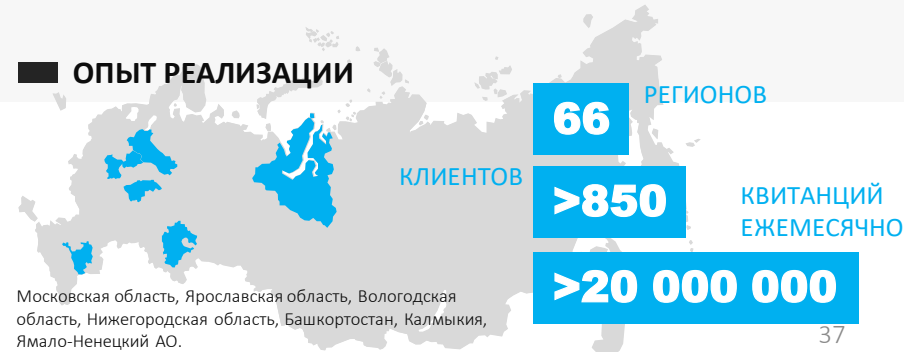 ОПЫТ РЕАЛИЗАЦИИ
66
РЕГИОНОВ
КЛИЕНТОВ
>850
КВИТАНЦИЙ
ЕЖЕМЕСЯЧНО
>20 000 000
Московская область, Ярославская область, Вологодская
область, Нижегородская область, Башкортостан, Калмыкия,
Ямало-Ненецкий АО.
37